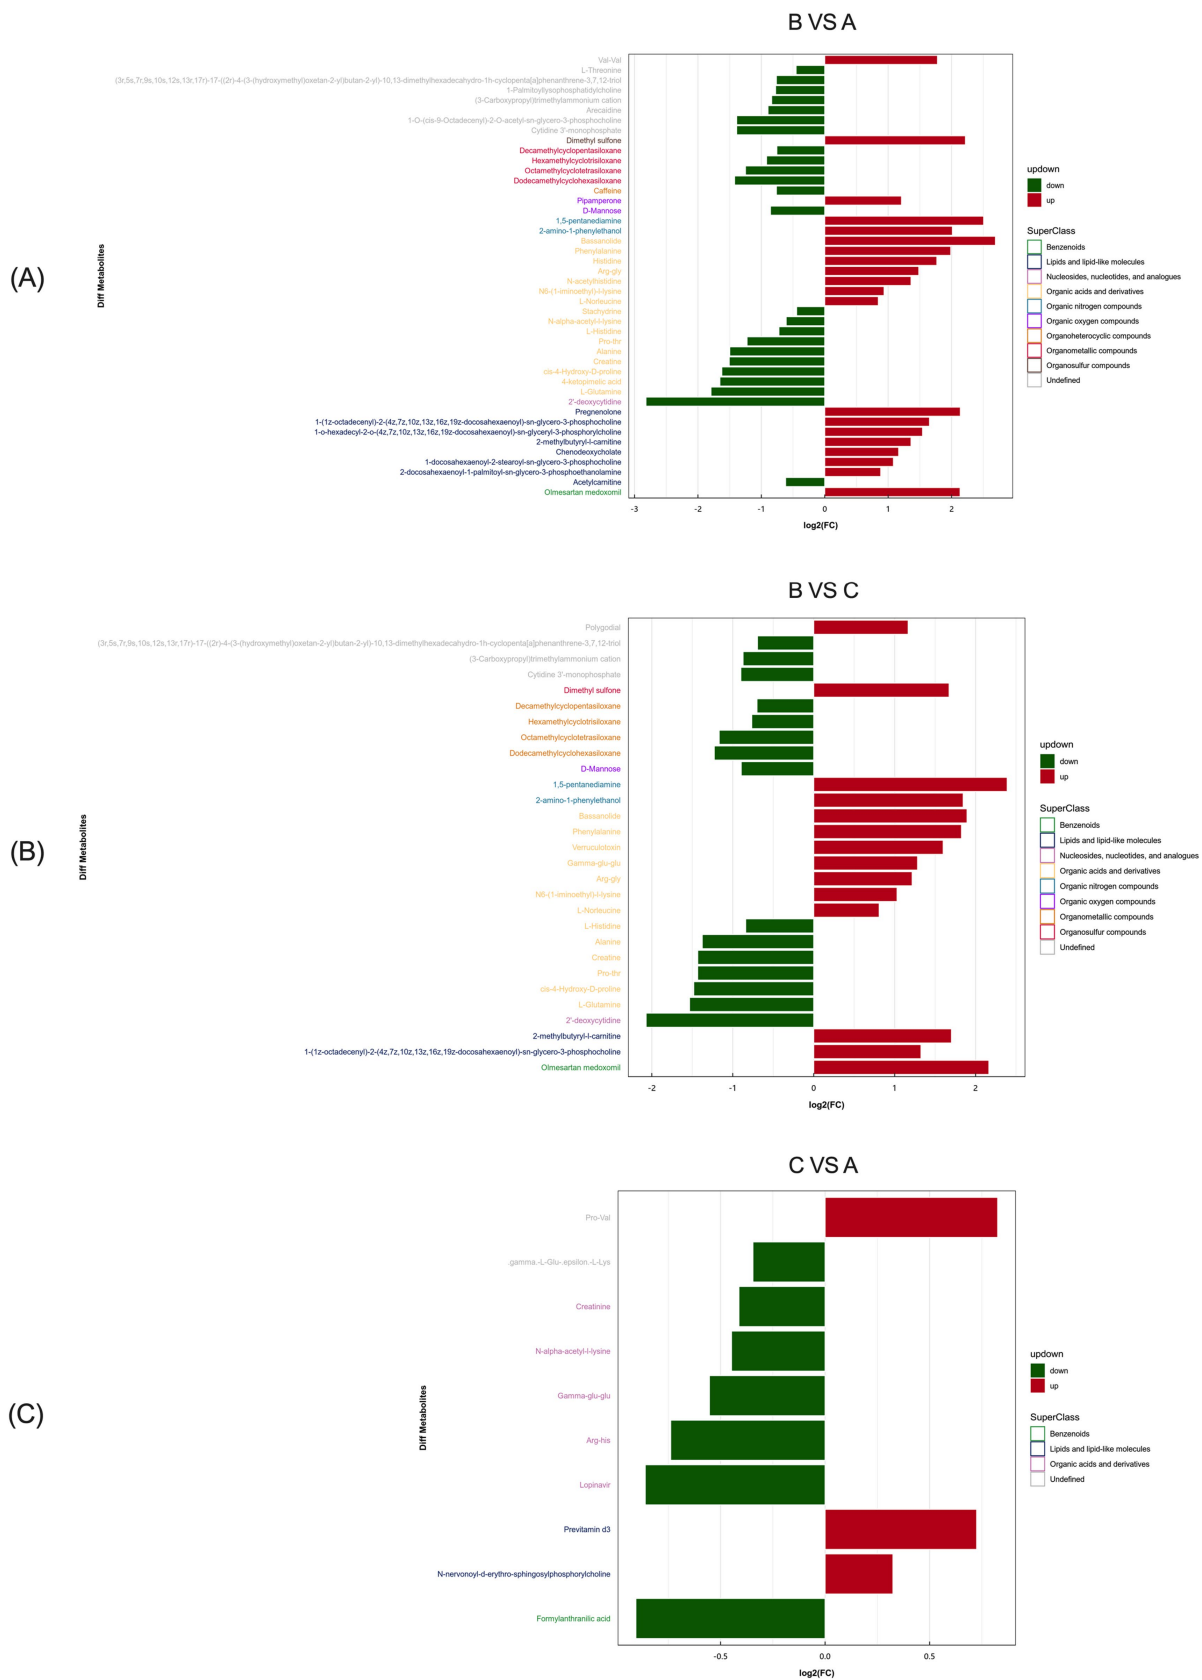 B VS A
(A)
Diff Metabolites
Val-Val
L-Threonine
(3r,5s,7r,9s,10s,12s,13r,17r)-17-((2r)-4-(3-(hydroxymethyl)oxetan-2-yl)butan-2-yl)-10,13-dimethylhexadecahydro-1h-cyclopenta[a]phenanthrene-3,7,12-triol
1-Palmitoyllysophosphatidylcholine
(3-Carboxypropyl)trimethylammonium cation
Arecaidine
1-O-(cis-9-Octadecenyl)-2-O-acetyl-sn-glycero-3-phosphocholine
Cytidine 3'-monophosphate
Dimethyl sulfone
Decamethylcyclopentasiloxane
Hexamethylcyclotrisiloxane
Octamethylcyclotetrasiloxane
Dodecamethylcyclohexasiloxane
Caffeine
Pipamperone
D-Mannose
1,5-pentanediamine
2-amino-1-phenylethanol
Bassanolide
Phenylalanine
Histidine
Arg-gly
N-acetylhistidine
N6-(1-iminoethyl)-l-lysine
L-Norleucine
Stachydrine
N-alpha-acetyl-l-lysine
L-Histidine
Pro-thr
Alanine
Creatine
cis-4-Hydroxy-D-proline
4-ketopimelic acid
L-Glutamine
2'-deoxycytidine
Pregnenolone
1-(1z-octadecenyl)-2-(4z,7z,10z,13z,16z,19z-docosahexaenoyl)-sn-glycero-3-phosphocholine
1-o-hexadecyl-2-o-(4z,7z,10z,13z,16z,19z-docosahexaenoyl)-sn-glyceryl-3-phosphorylcholine
2-methylbutyryl-l-carnitine
Chenodeoxycholate
1-docosahexaenoyl-2-stearoyl-sn-glycero-3-phosphocholine
2-docosahexaenoyl-1-palmitoyl-sn-glycero-3-phosphoethanolamine
Acetylcarnitine
Olmesartan medoxomil
-3 -2 -1 0 1 2
log2(FC)
updown
down
up
SuperClass
Benzenoids
Lipids and lipid-like molecules
Nucleosides, nucleotides, and analogues
Organic acids and derivatives
Organic nitrogen compounds
Organic oxygen compounds
Organoheterocyclic compounds
Organometallic compounds
Organosulfur compounds
Undefined
B VS C
(B)
Diff Metabolites
Polygodial
(3r,5s,7r,9s,10s,12s,13r,17r)-17-((2r)-4-(3-(hydroxymethyl)oxetan-2-yl)butan-2-yl)-10,13-dimethylhexadecahydro-1h-cyclopenta[a]phenanthrene-3,7,12-triol
(3-Carboxypropyl)trimethylammonium cation
Cytidine 3'-monophosphate
Dimethyl sulfone
Decamethylcyclopentasiloxane
Hexamethylcyclotrisiloxane
Octamethylcyclotetrasiloxane
Dodecamethylcyclohexasiloxane
D-Mannose
1,5-pentanediamine
2-amino-1-phenylethanol
Bassanolide
Phenylalanine
Verruculotoxin
Gamma-glu-glu
Arg-gly
N6-(1-iminoethyl)-l-lysine
L-Norleucine
L-Histidine
Alanine
Creatine
Pro-thr
cis-4-Hydroxy-D-proline
L-Glutamine
2'-deoxycytidine
2-methylbutyryl-l-carnitine
1-(1z-octadecenyl)-2-(4z,7z,10z,13z,16z,19z-docosahexaenoyl)-sn-glycero-3-phosphocholine
Olmesartan medoxomil
-2 -1 0 1 2
log2(FC)
updown
down
up
SuperClass
Benzenoids
Lipids and lipid-like molecules
Nucleosides, nucleotides, and analogues
Organic acids and derivatives
Organic nitrogen compounds
Organic oxygen compounds
Organometallic compounds
Organosulfur compounds
Undefined
C VS A
(C)
Diff Metabolites
Pro-Val
.gamma.-L-Glu-.epsilon.-L-Lys
Creatinine
N-alpha-acetyl-l-lysine
Gamma-glu-glu
Arg-his
Lopinavir
Previtamin d3
N-nervonoyl-d-erythro-sphingosylphosphorylcholine
Formylanthranilic acid
-0.5 0.0 0.5
log2(FC)
updown
down
up
SuperClass
Benzenoids
Lipids and lipid-like molecules
Organic acids and derivatives
Undefined